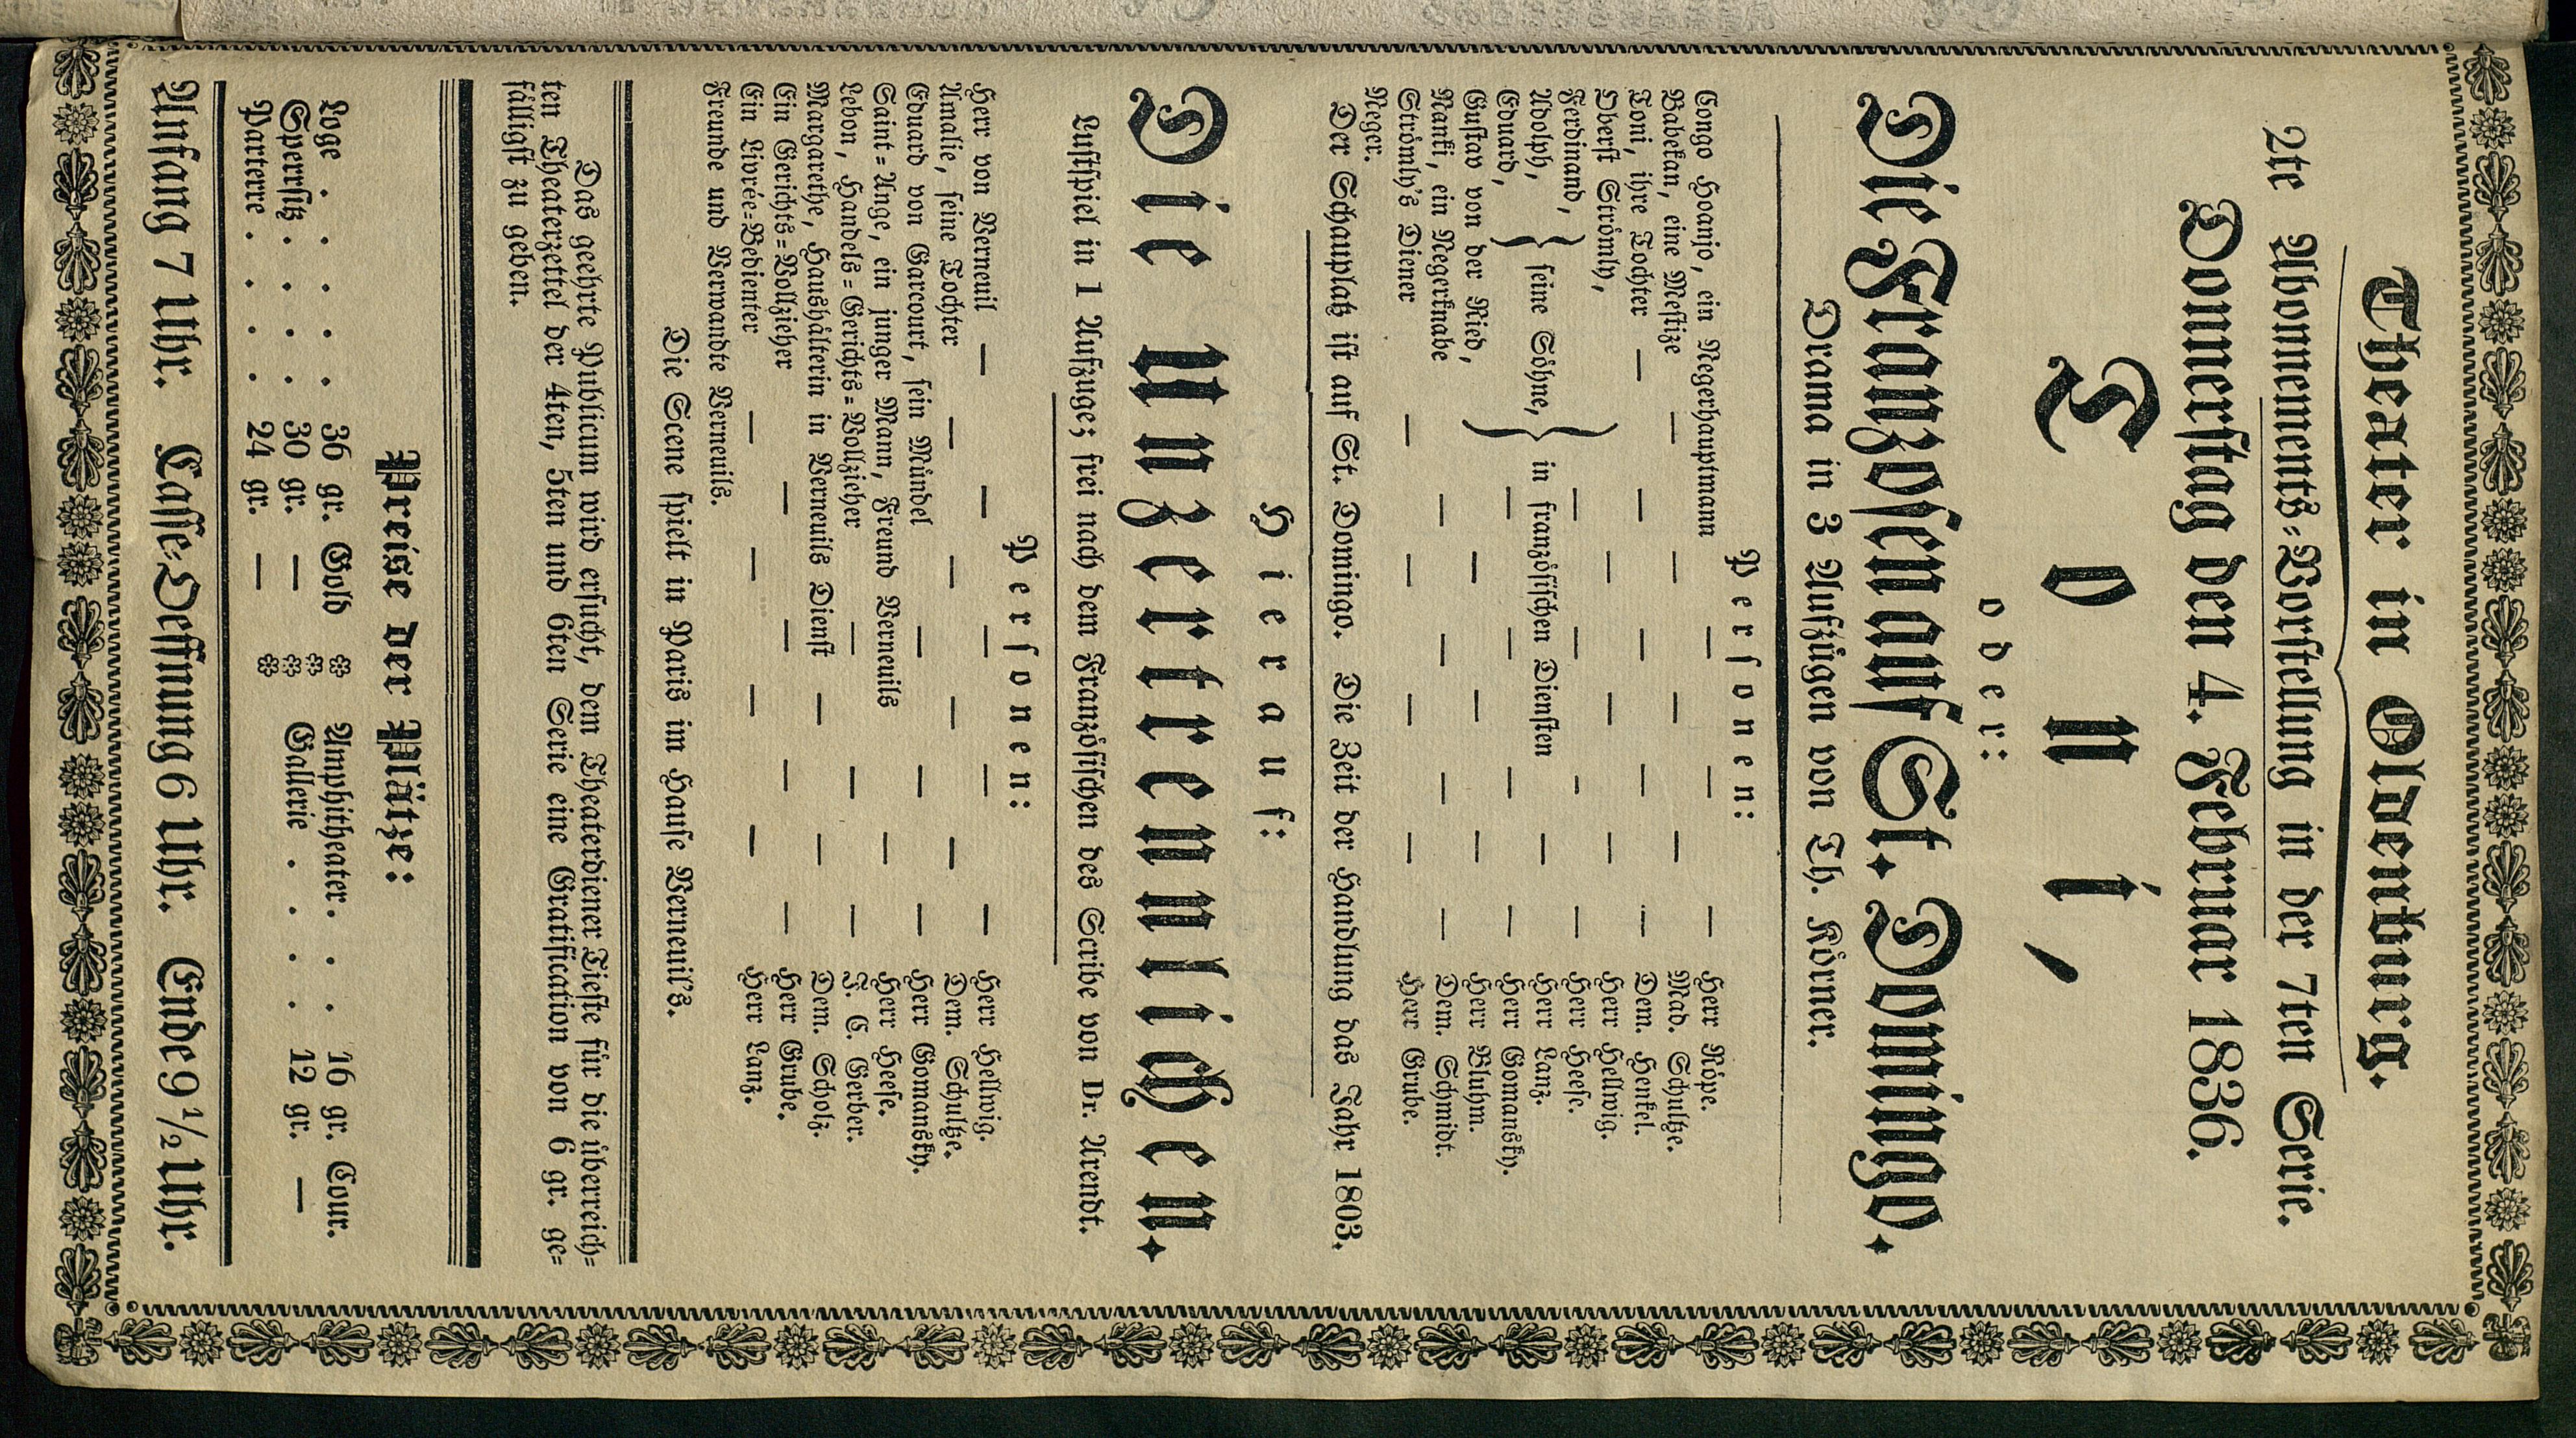 Theater in Oldenburg.
2te Abonnements=Vorstellung in der 7ten Serie.
Donnerstag den 4. Februar 1836.
Toni,
oder:
Die Franzosen auf St. Domingo.
Drama in 3 Aufzügen von Th. Körner.
Personen:
Congo Hoanjo, ein Negerhauptmann — — — Herr Röpe.
Babekan, eine Mestize — — — — Mad. Schultze.
Toni, ihre Tochter — — — — — Dem. Henkel.
Oberst Strömly, — — — Herr Hellwig.
Ferdinand, — — - — Herr Heese.
Adolph, } seine Söhne, } in französischen Diensten — Herr Lanz.
Eduard, — — — — Herr Gomansky.
Gustav von der Ried, — — — Herr Bluhm.
Nanki, ein Negerknabe — — — — Dem. Schmidt.
Strömly's Diener — — — — Herr Grube.
Neger.
Der Schauplatz ist auf St. Domingo. Die Zeit der Handlung das Jahr 1803.
Hierauf:
Die Unzertrennlichen.
Lustspiel in 1 Aufzuge; frei nach dem Französischen des Scribe von Dr. Arendt.
Personen:
Herr von Verneuil — — — — — Herr Hellwig.
Amalie, seine Tochter — — — — Dem. Schultze.
Eduard von Garcourt, sein Mündel — — — Herr Gomansky.
Saint=Ange, ein junger Mann, Freund Verneuils — Herr Heese.
Lebon, Handels=Gerichts=Vollzieher — — — F. C. Gerber.
Margarethe, Haushälterin in Verneuils Dienst — — Dem. Scholz.
Ein Gerichts=Vollzieher — — — — Herr Grube.
Ein Livrée=Bedienter — — — — Herr Lanz.
Freunde und Verwandte Verneuils.
Die Scene spielt in Paris im Hause Verneuil's.
Das geehrte Publicum wird ersucht, dem Theaterdiener Tieste für die überreich=
ten Theaterzettel der 4ten, 5ten und 6ten Serie eine Gratification von 6 gr. ge=
fälligst zu geben.
Preise der Plätze:
Loge . . . . 36 gr. Gold
Sperrsitz . . . . 30 gr. —
Parterre . . . . 24 gr. —
Amphitheater . . . 16 gr. Cour.
Gallerie . . . . 12 gr. —
Anfang 7 Uhr. Casse=Oeffnung 6 Uhr. Ende 9½ Uhr.